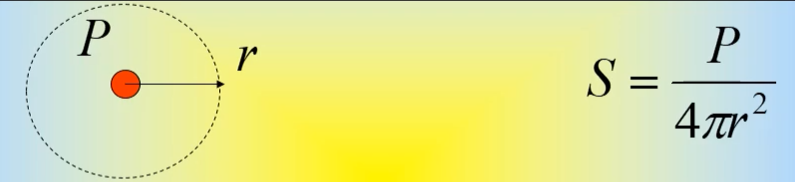 P
r
S = P / 4πr²